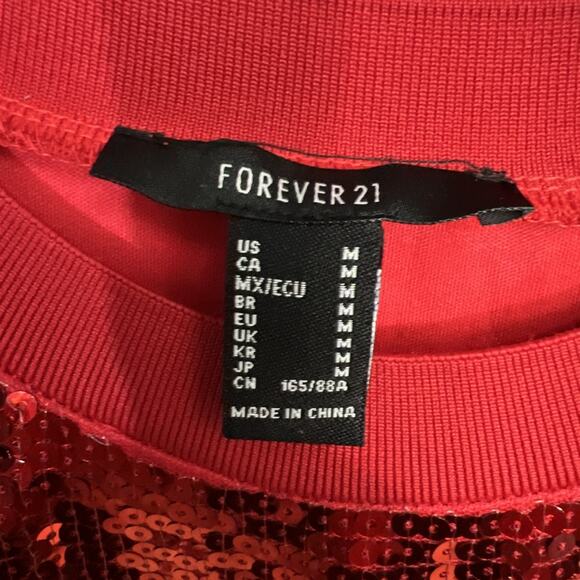 FOREVER 21
US M
CA M
MX/ECU M
BR M
EU M
UK M
KR M
JP M
CN 165/88A
MADE IN CHINA